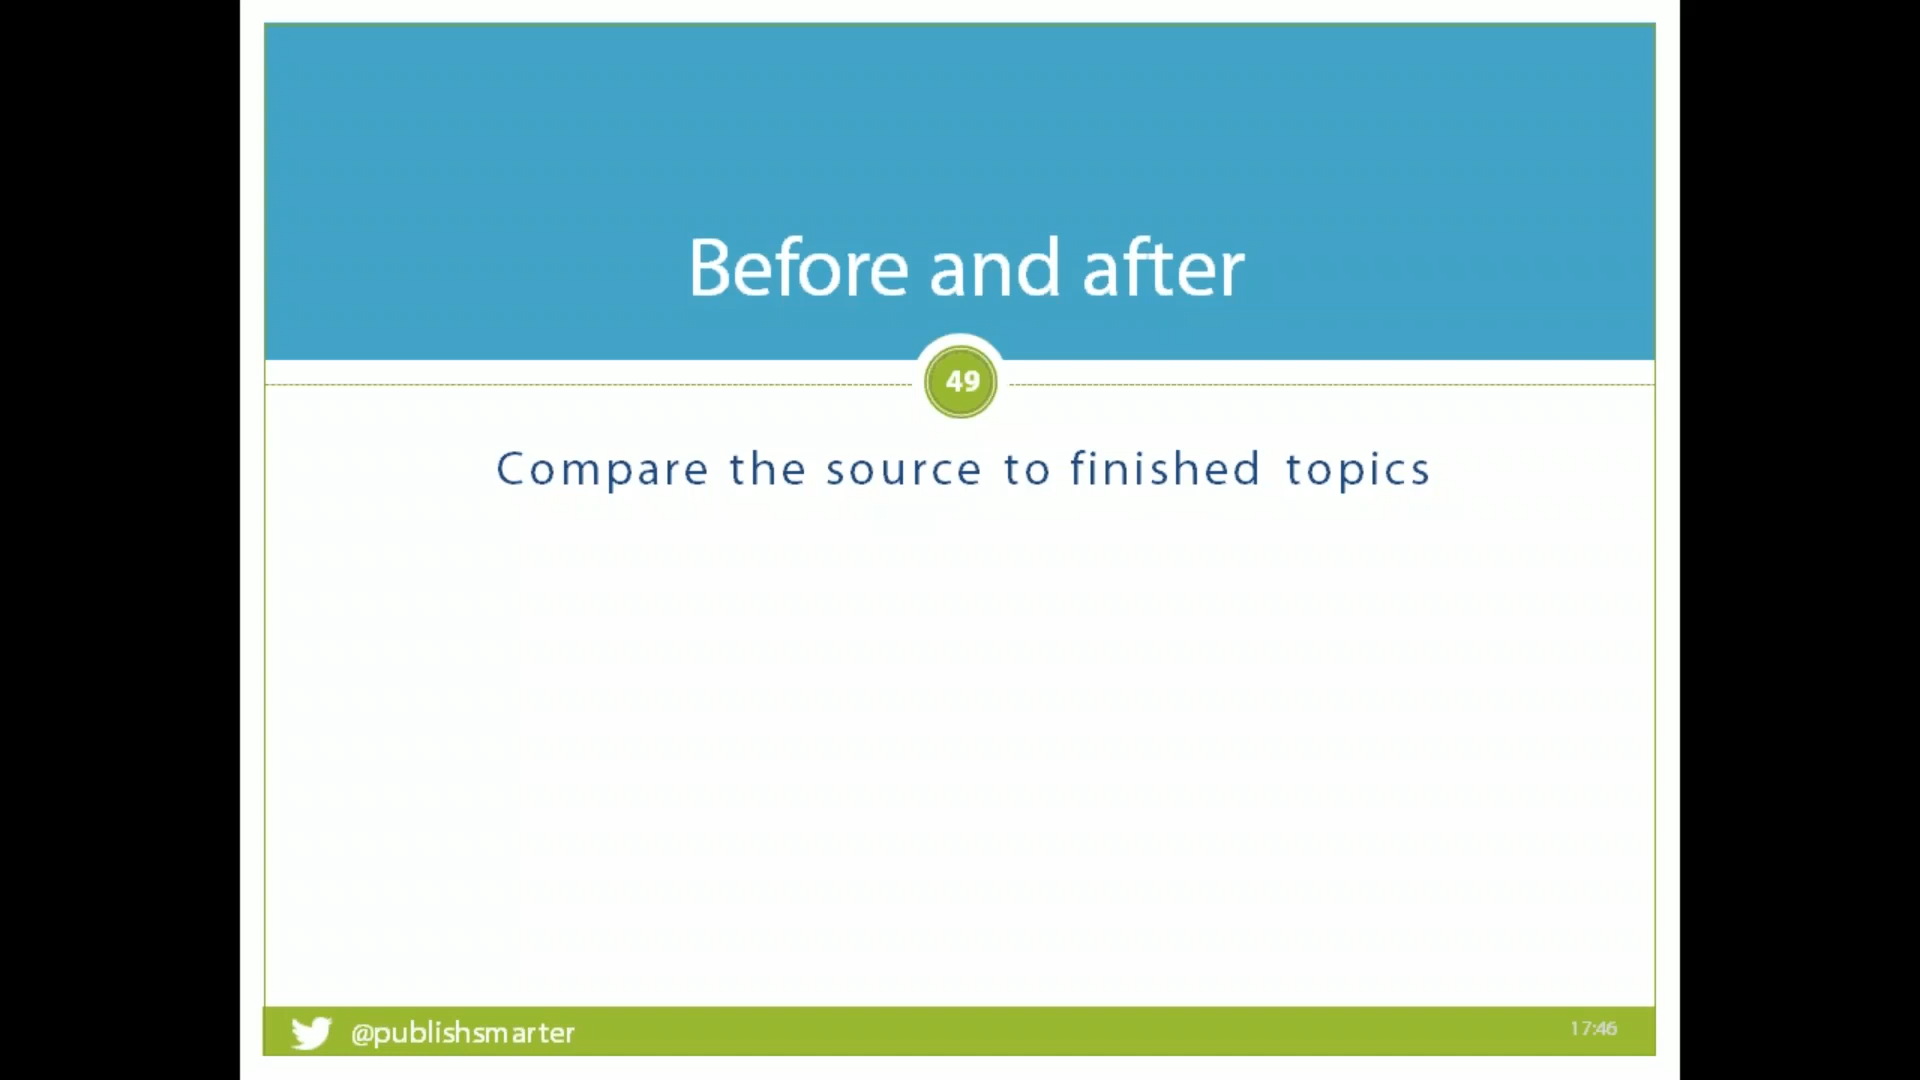 Before and after
49
Compare the source to finished topics
@publishsmarter
17:46